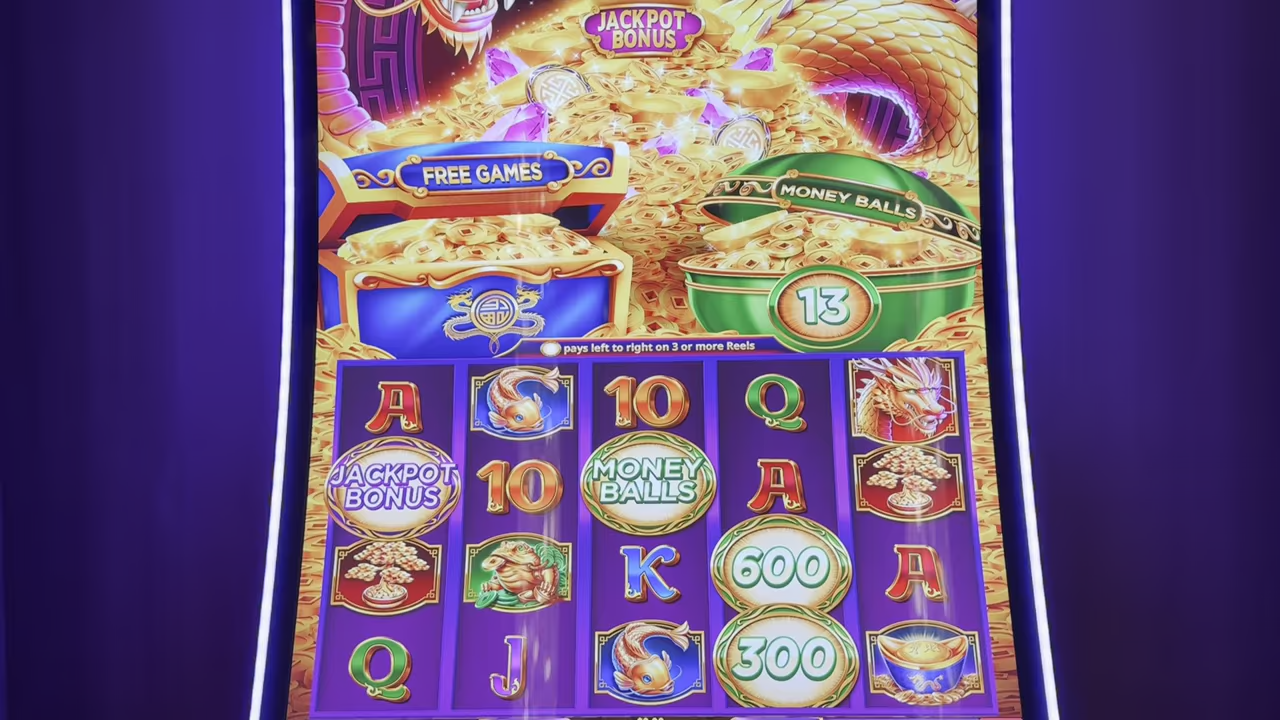 JACKPOT
BONUS
FREE GAMES
MONEY BALLS
13
pays left to right on 3 or more Reels
A
10
Q
JACKPOT
BONUS
10
MONEY
BALLS
A
K
600
A
Q
J
300